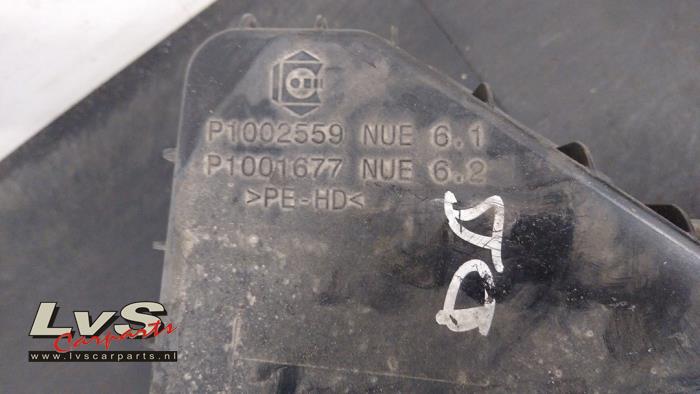 P1002559 NUE 6.1
P1001677 NUE 6.2
>PE-HD<
LvS
Carparts
www.lvscarparts.nl